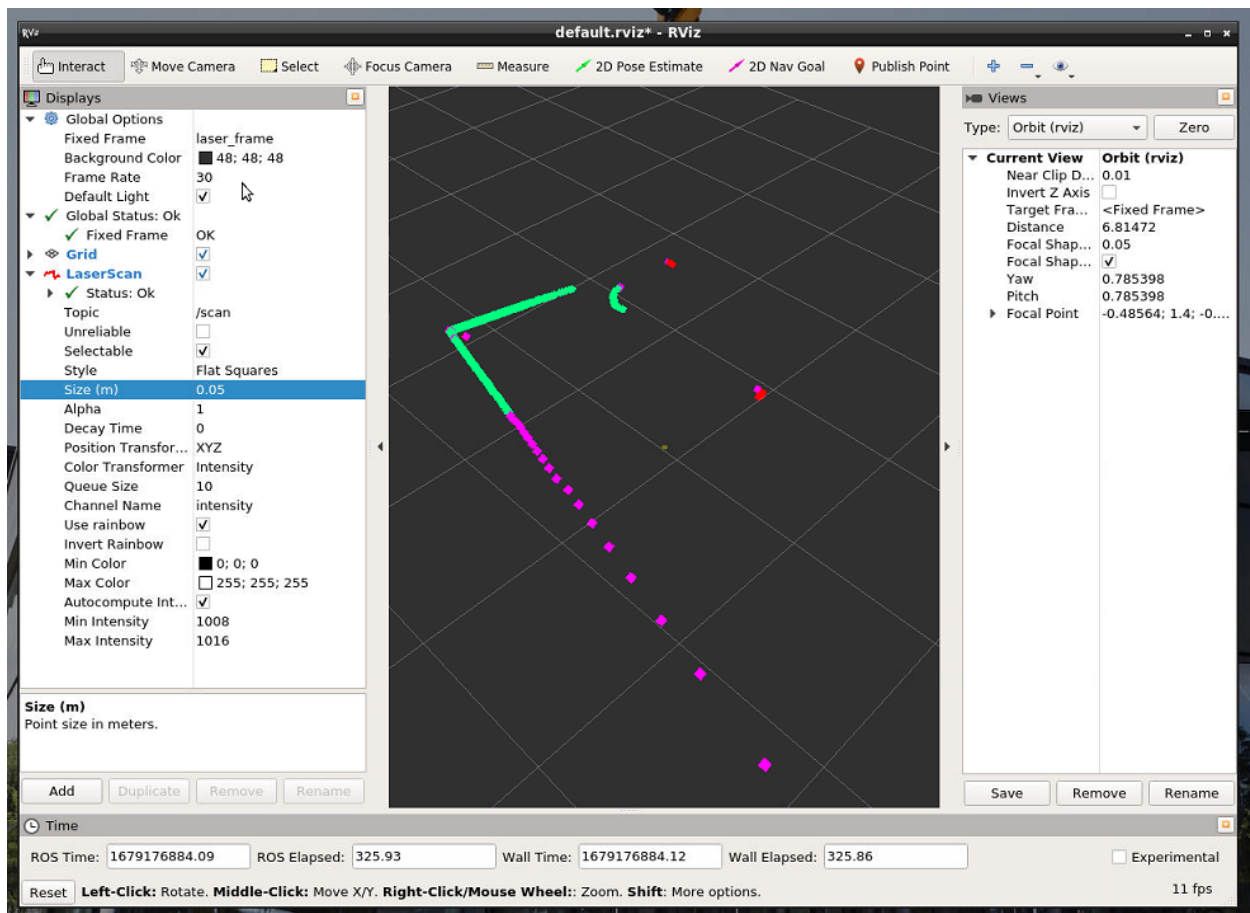 RViz
default.rviz* - RViz
Interact Move Camera Select Focus Camera Measure 2D Pose Estimate 2D Nav Goal Publish Point
Displays
Global Options
Fixed Frame laser_frame
Background Color 48; 48; 48
Frame Rate 30
Default Light
Global Status: Ok
Fixed Frame OK
Grid
LaserScan
Status: Ok
Topic /scan
Unreliable
Selectable
Style Flat Squares
Size (m) 0.05
Alpha 1
Decay Time 0
Position Transfor... XYZ
Color Transformer Intensity
Queue Size 10
Channel Name intensity
Use rainbow
Invert Rainbow
Min Color 0; 0; 0
Max Color 255; 255; 255
Autocompute Int...
Min Intensity 1008
Max Intensity 1016
Size (m)
Point size in meters.
Add Duplicate Remove Rename
Views
Type: Orbit (rviz) Zero
Current View Orbit (rviz)
Near Clip D... 0.01
Invert Z Axis
Target Fra... <Fixed Frame>
Distance 6.81472
Focal Shap... 0.05
Focal Shap...
Yaw 0.785398
Pitch 0.785398
Focal Point -0.48564; 1.4; -0....
Save Remove Rename
Time
ROS Time: 1679176884.09 ROS Elapsed: 325.93 Wall Time: 1679176884.12 Wall Elapsed: 325.86 Experimental
Reset Left-Click: Rotate. Middle-Click: Move X/Y. Right-Click/Mouse Wheel:: Zoom. Shift: More options. 11 fps